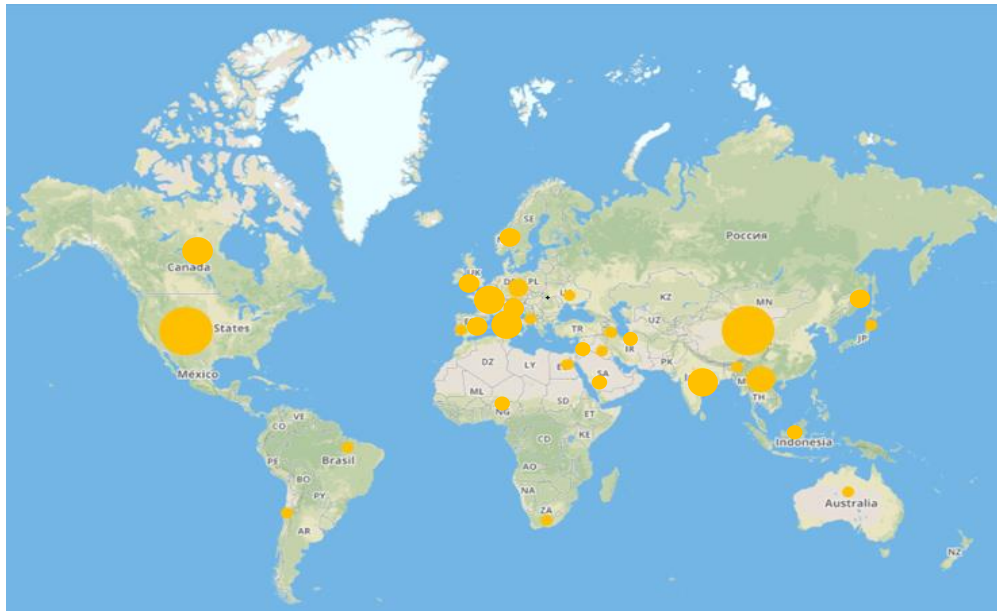 SE
РОССИЯ
Canada
UK
PL
KZ
MN
UZ
States
TR
JP
IR
PK
México
DZ
LY
SA
ML
SD
TH
NG
ET
VE
CO
CD
KE
Indonesia
Brasil
PE
AO
BO
NA
PY
Australia
ZA
AR
NZ